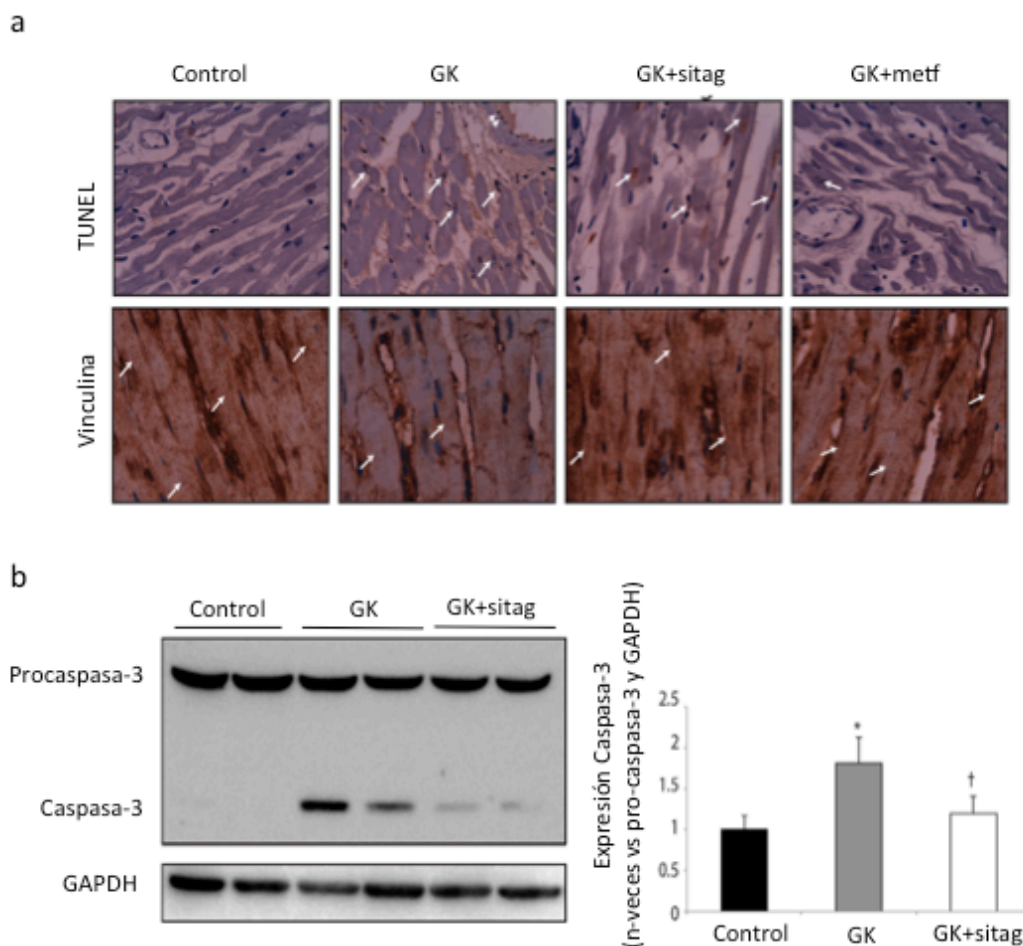 a
Control GK GK+sitag GK+metf
TUNEL
Vinculina
b
Control GK GK+sitag
Procaspasa-3
Caspasa-3
GAPDH
Expresión Caspasa-3
(n-veces vs pro-caspasa-3 y GAPDH)
2.5
2
1.5
1
0.5
0
*
†
Control GK GK+sitag